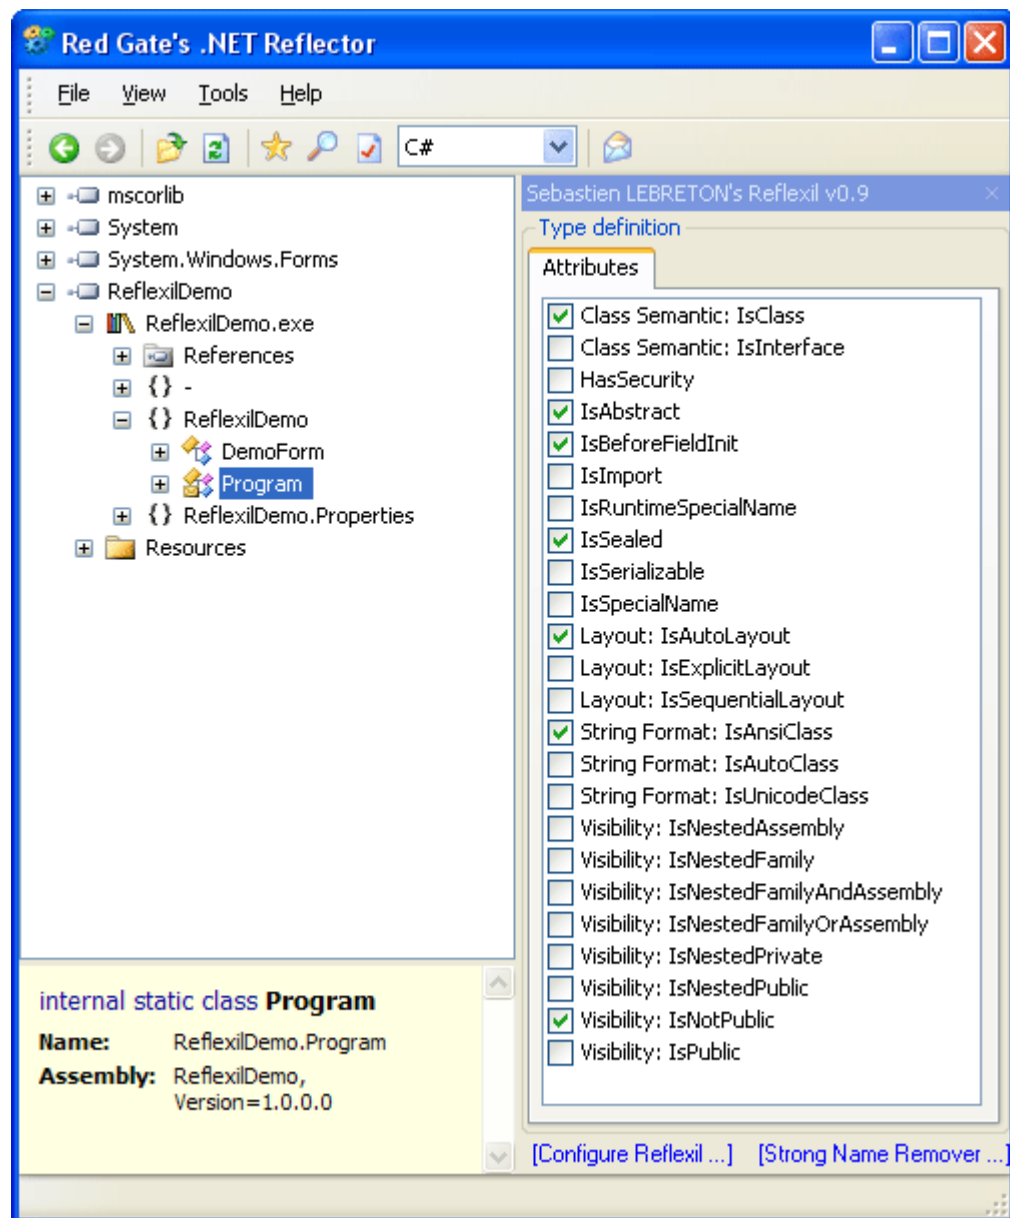 Red Gate's .NET Reflector
File View Tools Help
C#
mscorlib
System
System.Windows.Forms
ReflexilDemo
ReflexilDemo.exe
References
{} -
{} ReflexilDemo
DemoForm
Program
{} ReflexilDemo.Properties
Resources
internal static class Program
Name: ReflexilDemo.Program
Assembly: ReflexilDemo,
Version=1.0.0.0
Sebastien LEBRETON's Reflexil v0.9
Type definition
Attributes
Class Semantic: IsClass
Class Semantic: IsInterface
HasSecurity
IsAbstract
IsBeforeFieldInit
IsImport
IsRuntimeSpecialName
IsSealed
IsSerializable
IsSpecialName
Layout: IsAutoLayout
Layout: IsExplicitLayout
Layout: IsSequentialLayout
String Format: IsAnsiClass
String Format: IsAutoClass
String Format: IsUnicodeClass
Visibility: IsNestedAssembly
Visibility: IsNestedFamily
Visibility: IsNestedFamilyAndAssembly
Visibility: IsNestedFamilyOrAssembly
Visibility: IsNestedPrivate
Visibility: IsNestedPublic
Visibility: IsNotPublic
Visibility: IsPublic
[Configure Reflexil ...] [Strong Name Remover ...]